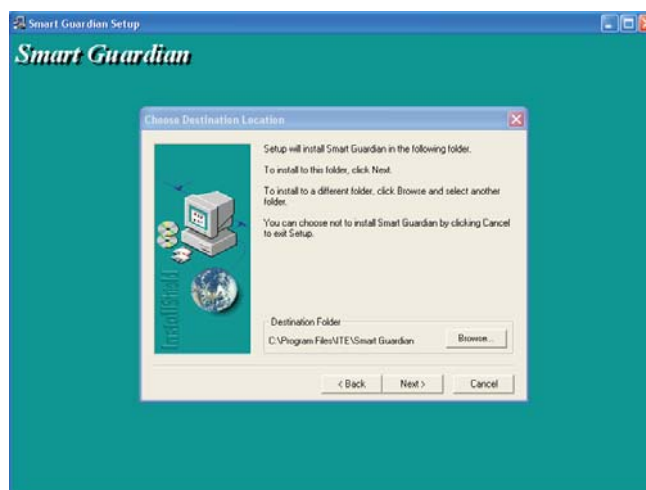 Smart Guardian Setup
Smart Guardian
Choose Destination Location
Setup will install Smart Guardian in the following folder.
To install to this folder, click Next.
To install to a different folder, click Browse and select another
folder.
You can choose not to install Smart Guardian by clicking Cancel
to exit Setup.
InstallShield
Destination Folder
C:\Program Files\ITE\Smart Guardian
Browse...
< Back
Next >
Cancel